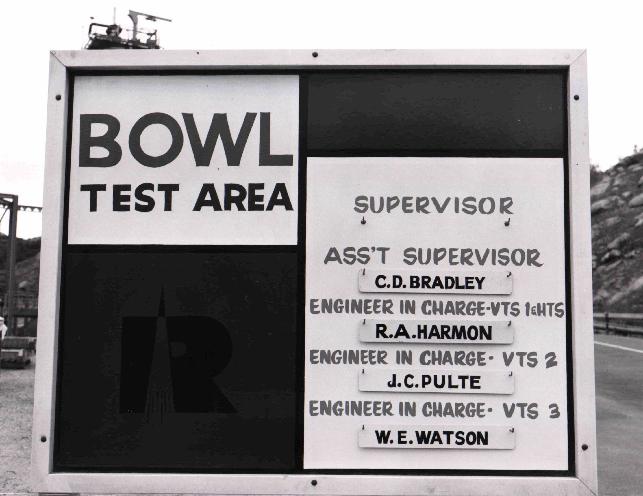 BOWL
TEST AREA
R
SUPERVISOR
ASS'T SUPERVISOR
C.D. BRADLEY
ENGINEER IN CHARGE-VTS 1&HTS
R.A. HARMON
ENGINEER IN CHARGE- VTS 2
J.C. PULTE
ENGINEER IN CHARGE- VTS 3
W.E. WATSON